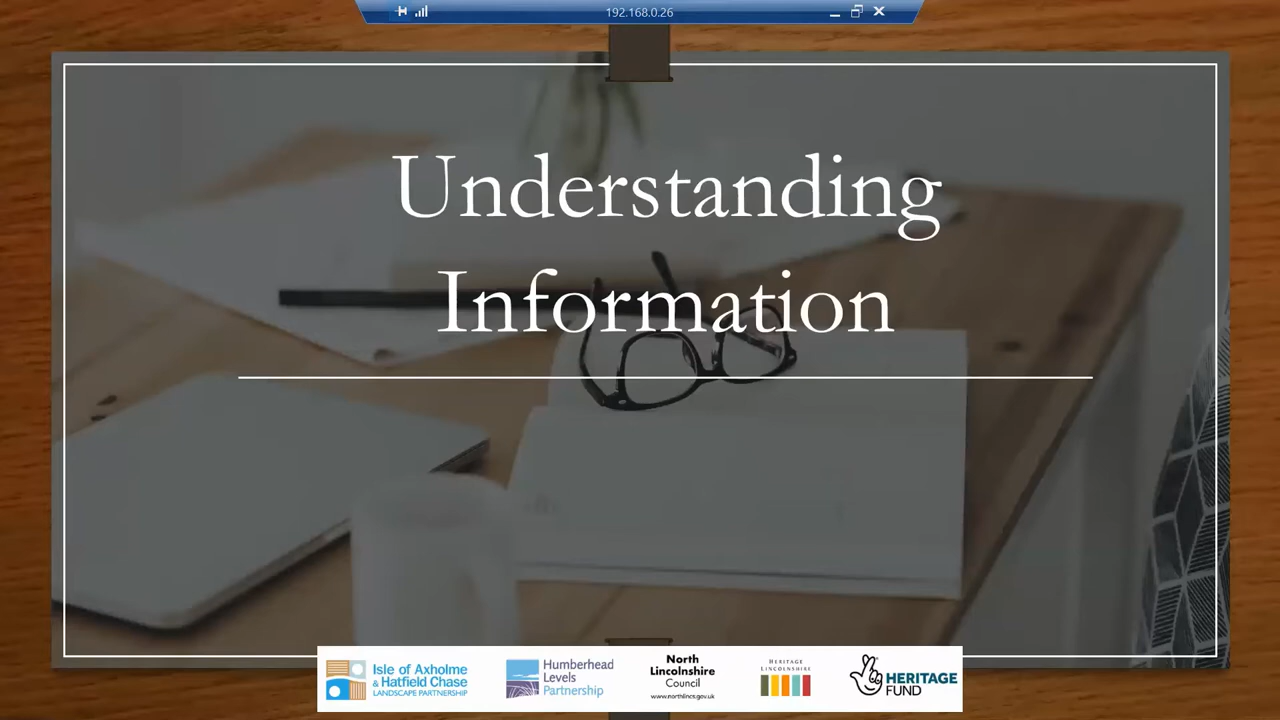 192.168.0.26
Understanding
Information
Isle of Axholme
& Hatfield Chase
LANDSCAPE PARTNERSHIP
Humberhead
Levels
Partnership
North
Lincolnshire
Council
www.northlincs.gov.uk
HERITAGE
LINCOLNSHIRE
HERITAGE
FUND